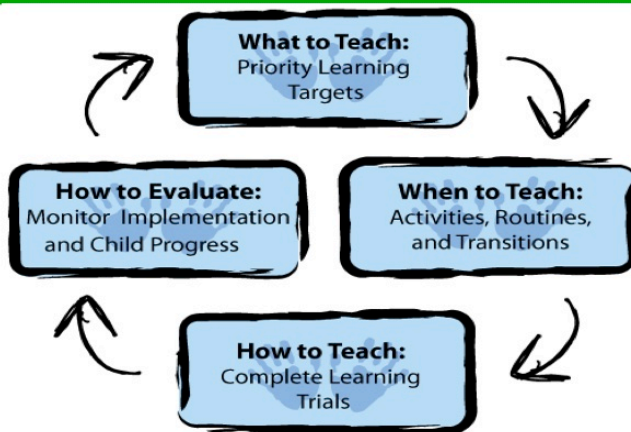 What to Teach:
Priority Learning
Targets
When to Teach:
Activities, Routines,
and Transitions
How to Teach:
Complete Learning
Trials
How to Evaluate:
Monitor Implementation
and Child Progress